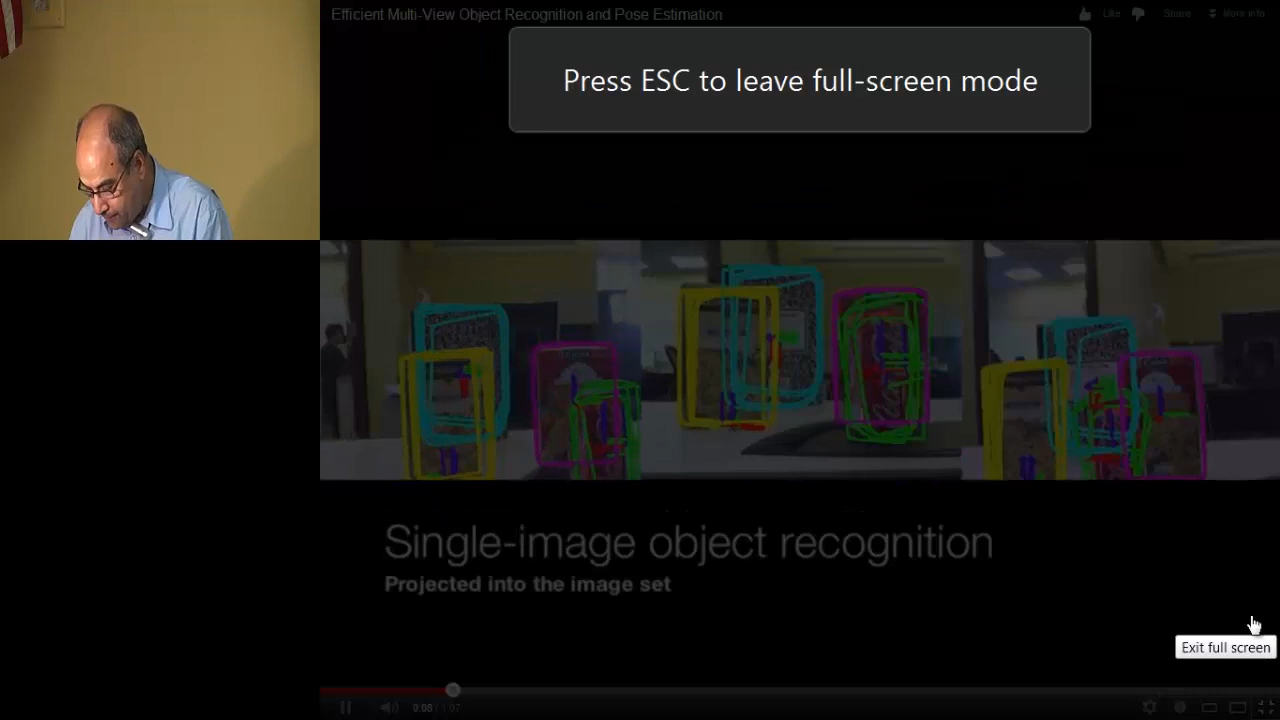 Efficient Multi-View Object Recognition and Pose Estimation
Like
Share
More info
Press ESC to leave full-screen mode
Single-image object recognition
Projected into the image set
Exit full screen
0:08 / 1:07